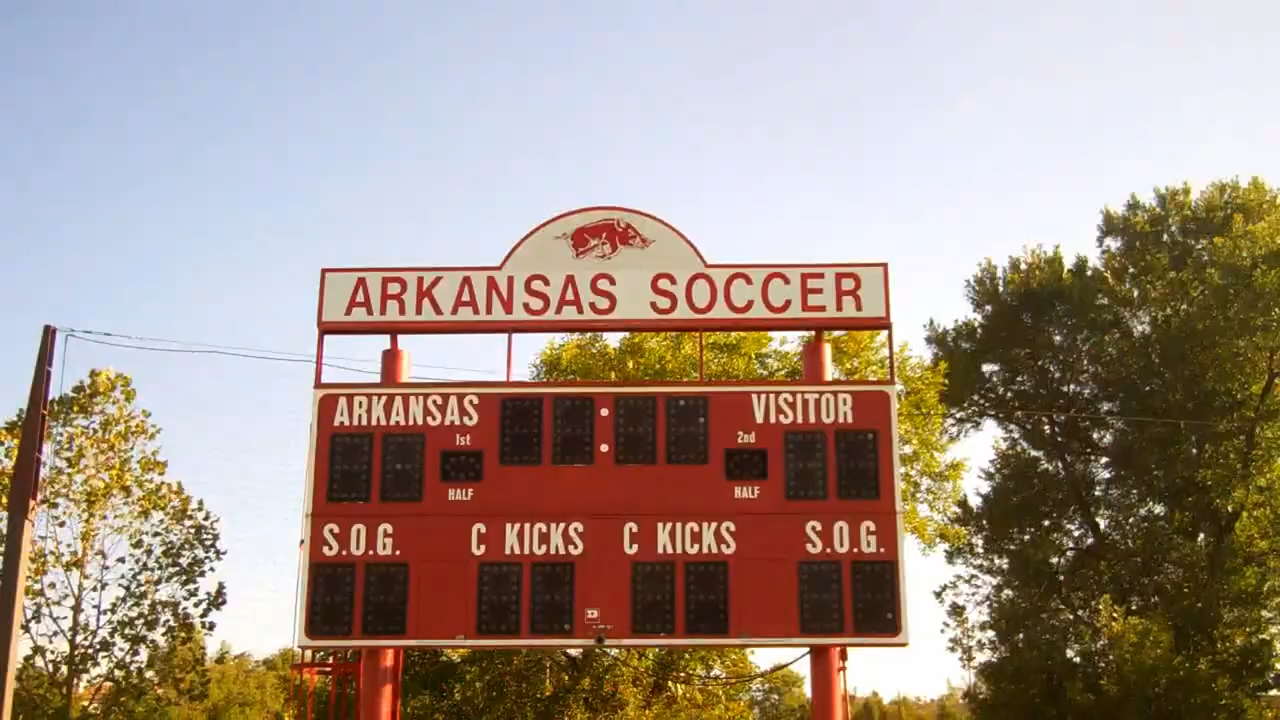 ARKANSAS SOCCER
ARKANSAS
VISITOR
1st
2nd
HALF
HALF
S.O.G.
C KICKS
C KICKS
S.O.G.